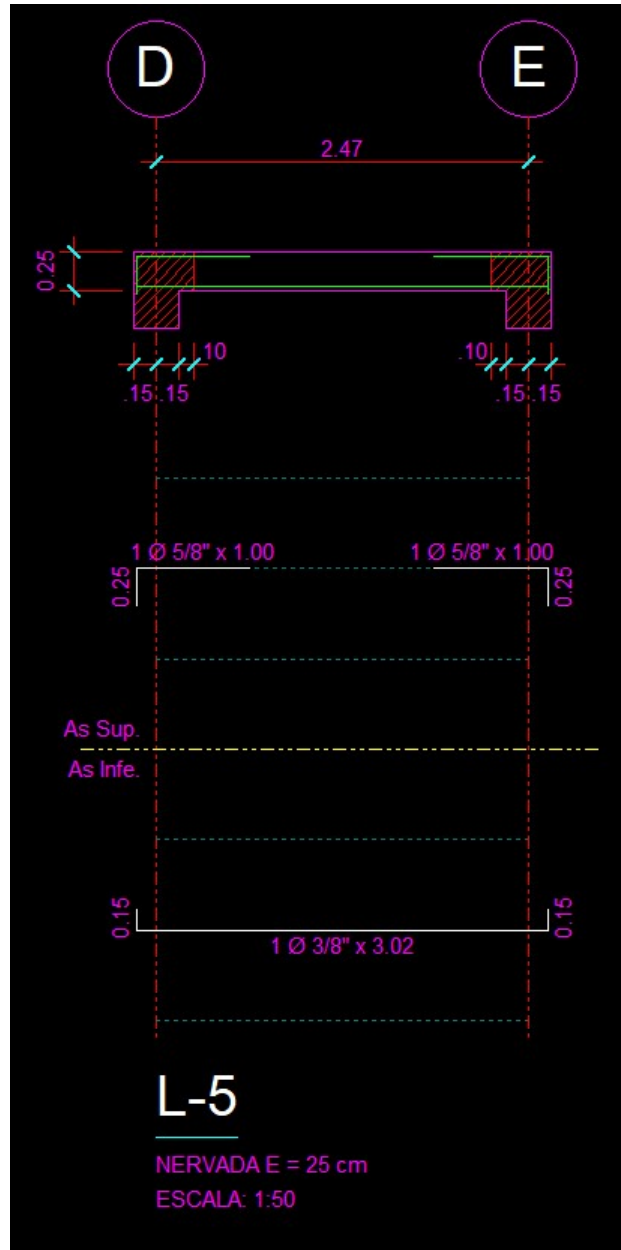 D E
2.47
0.25
10 .10
.15 .15 .15 .15
1 Ø 5/8" x 1.00 1 Ø 5/8" x 1.00
0.25 0.25
As Sup.
As Infe.
0.15 0.15
1 Ø 3/8" x 3.02
L-5
NERVADA E = 25 cm
ESCALA: 1:50